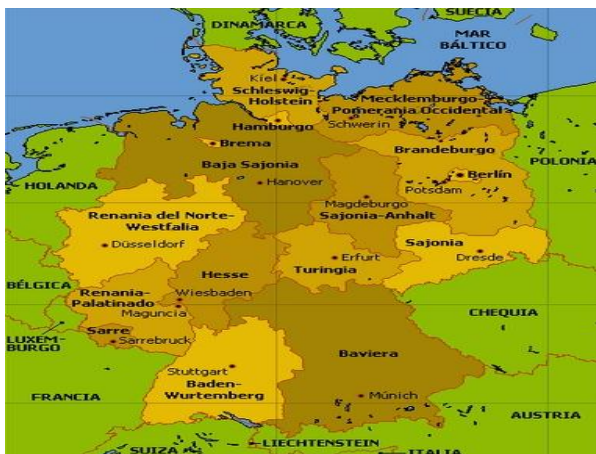 SUECIA
DINAMARCA
MAR
BÁLTICO
Kiel
Schleswig-
Holstein
Mecklemburgo-
Pomerania Occidental
Hamburgo
Schwerin
Brema
Brandeburgo
POLONIA
Baja Sajonia
Berlín
HOLANDA
Hanover
Potsdam
Magdeburgo
Sajonia-Anhalt
Renania del Norte-
Westfalia
Düsseldorf
Sajonia
Dresde
Erfurt
Turingia
Hesse
BÉLGICA
Renania-
Palatinado
Wiesbaden
Maguncia
CHEQUIA
LUXEM-
BURGO
Sarre
Sarrebruck
Baviera
Stuttgart
Baden-
Wurtemberg
Múnich
FRANCIA
AUSTRIA
SUIZA
LIECHTENSTEIN
ITALIA